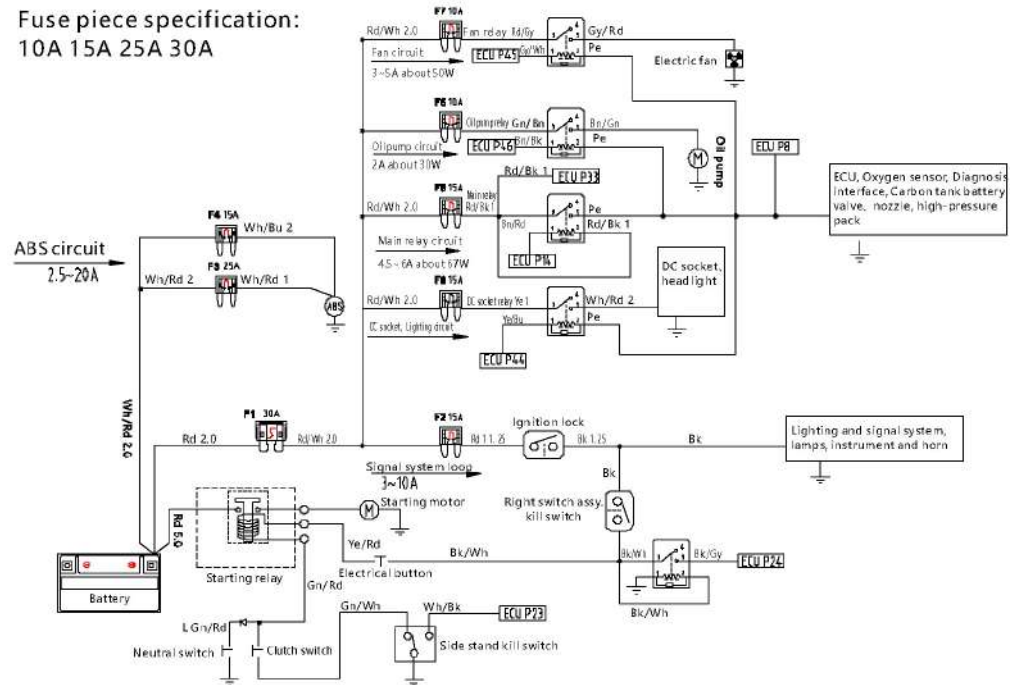 Fuse piece specification:
10A 15A 25A 30A
F7 10A
Rd/Wh 2.0
Fan relay Rd/Gy
Gy/Rd
Fan circuit
ECU P45
Gy/Wh
Pe
Electric fan
3~5A about 50W
F6 10A
Oil pump relay Gn/Bn
Bn/Gn
Oil pump circuit
ECU P46
Bn/Bk
Pe
2A about 30W
M
Oil pump
ECU P8
Rd/Bk 1
ECU P33
ECU, Oxygen sensor, Diagnosis
interface, Carbon tank battery
valve, nozzle, high-pressure
pack
15A
Rd/Wh 2.0
Main relay
Rd/Bk 1
Pe
Bn/Rd
Rd/Bk 1
Main relay circuit
ECU P14
4.5~6A about 67W
F4 15A
Wh/Bu 2
ABS circuit
2.5~20A
F3 25A
Wh/Rd 2
Wh/Rd 1
ABS
DC socket,
head light
15A
Rd/Wh 2.0
DC socket relay Ye 1
Wh/Rd 2
DC socket, Lighting circuit
Ye/Bu
Pe
ECU P44
Wh/Rd 2.0
F1 30A
Rd 2.0
Rd/Wh 2.0
F2 15A
Rd 1 1.25
Ignition lock
Bk 1.25
Bk
Lighting and signal system,
lamps, instrument and horn
Signal system loop
3~10A
Bk
Right switch assy.
kill switch
Rd 5.0
M
Starting motor
Starting relay
Ye/Rd
Electrical button
Bk/Wh
Bk/Wh
Bk/Gy
ECU P24
Bk/Wh
Battery
Gn/Rd
Gn/Wh
Wh/Bk
ECU P23
L Gn/Rd
Neutral switch
Clutch switch
Side stand kill switch